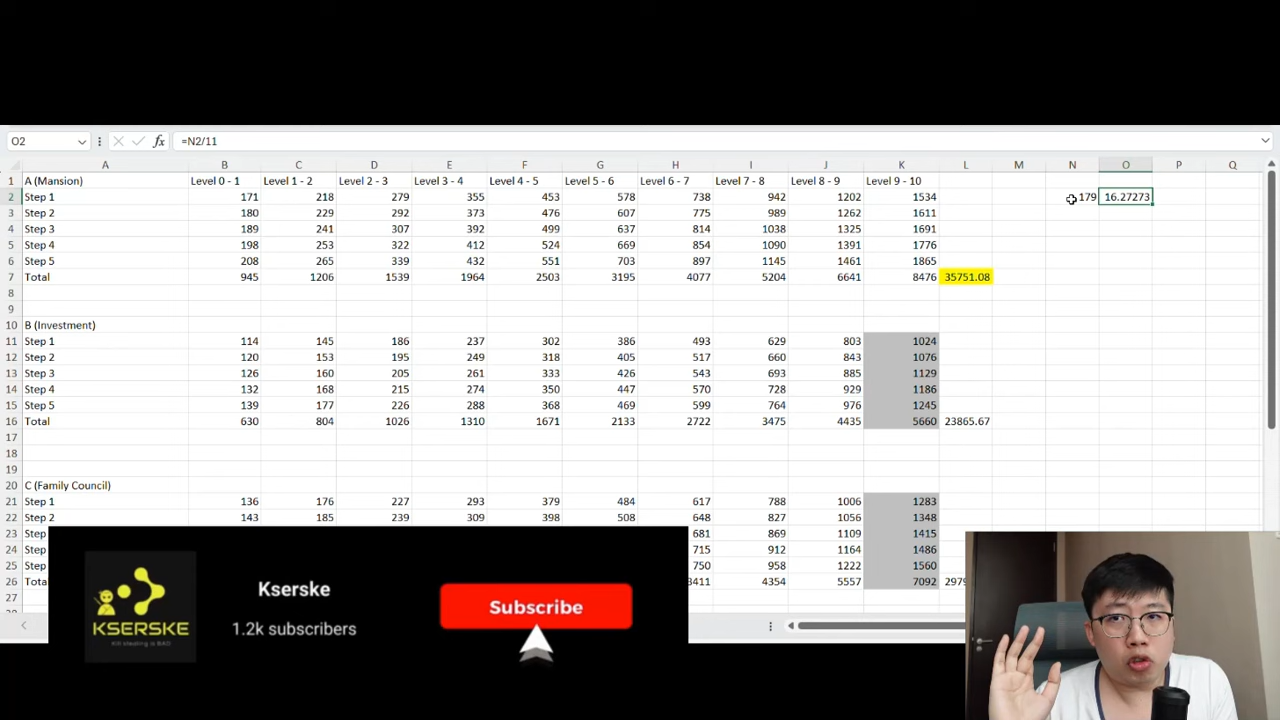 O2 fx =N2/11
A B C D E F G H I J K L M N O P Q
1 A (Mansion) Level 0 - 1 Level 1 - 2 Level 2 - 3 Level 3 - 4 Level 4 - 5 Level 5 - 6 Level 6 - 7 Level 7 - 8 Level 8 - 9 Level 9 - 10
2 Step 1 171 218 279 355 453 578 738 942 1202 1534 179 16.27273
3 Step 2 180 229 292 373 476 607 775 989 1262 1611
4 Step 3 189 241 307 392 499 637 814 1038 1325 1691
5 Step 4 198 253 322 412 524 669 854 1090 1391 1776
6 Step 5 208 265 339 432 551 703 897 1145 1461 1865
7 Total 945 1206 1539 1964 2503 3195 4077 5204 6641 8476 35751.08
8
9
10 B (Investment)
11 Step 1 114 145 186 237 302 386 493 629 803 1024
12 Step 2 120 153 195 249 318 405 517 660 843 1076
13 Step 3 126 160 205 261 333 426 543 693 885 1129
14 Step 4 132 168 215 274 350 447 570 728 929 1186
15 Step 5 139 177 226 288 368 469 599 764 976 1245
16 Total 630 804 1026 1310 1671 2133 2722 3475 4435 5660 23865.67
17
18
19
20 C (Family Council)
21 Step 1 136 176 227 293 379 484 617 788 1006 1283
22 Step 2 143 185 239 309 398 508 648 827 1056 1348
23 Step 681 869 1109 1415
24 Step 715 912 1164 1486
25 Step 750 958 1222 1560
26 4354 5557 7092
27
Kserske
1.2k subscribers
Subscribe
KSERSKE
Kill stealing is BAD!